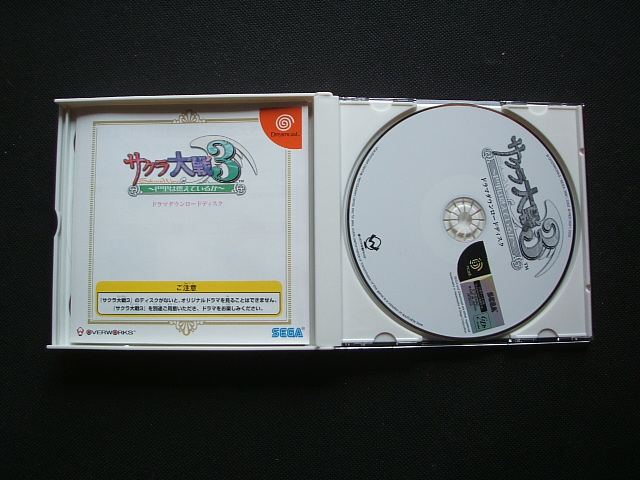 Dreamcast
サクラ大戦3
TM
～巴里は燃えているか～
ドラマダウンロードディスク
ご注意
『サクラ大戦3』のディスクがないと、オリジナルドラマを見ることはできません。
『サクラ大戦3』を別途ご用意いただき、ドラマをお楽しみください。
OVERWORKS
SEGA
サクラ大戦3
TM
ドラマダウンロードディスク